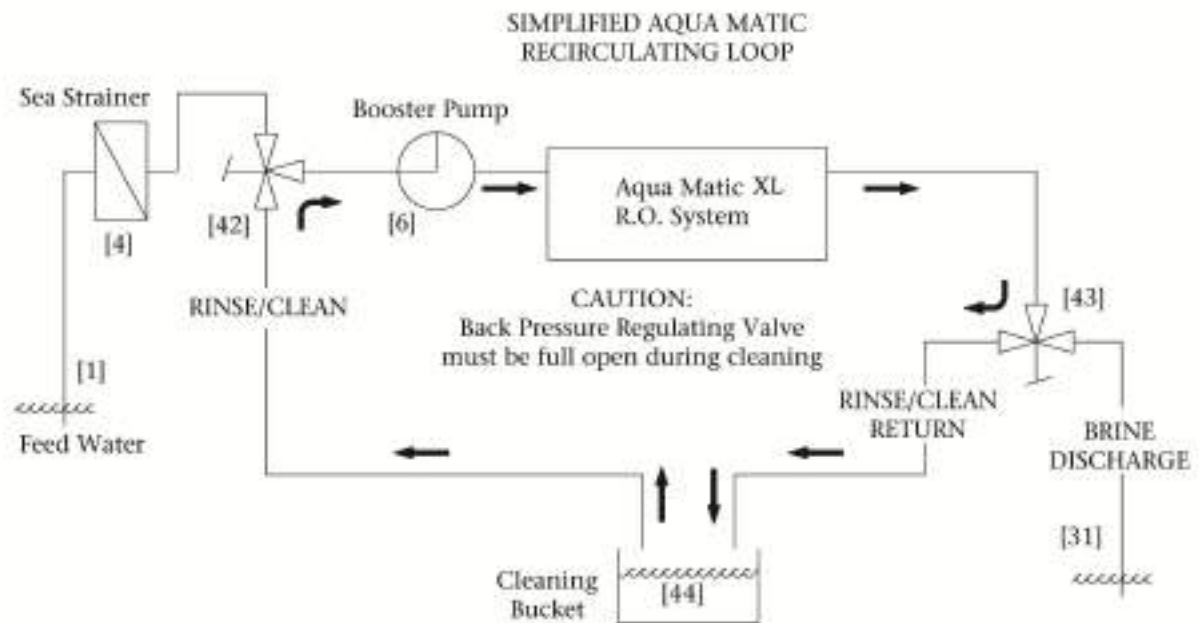 SIMPLIFIED AQUA MATIC
RECIRCULATING LOOP
Sea Strainer
Booster Pump
Aqua Matic XL
R.O. System
[4]
[42]
[6]
RINSE/CLEAN
CAUTION:
Back Pressure Regulating Valve
must be full open during cleaning
[43]
[1]
Feed Water
RINSE/CLEAN
RETURN
BRINE
DISCHARGE
[31]
Cleaning
Bucket
[44]